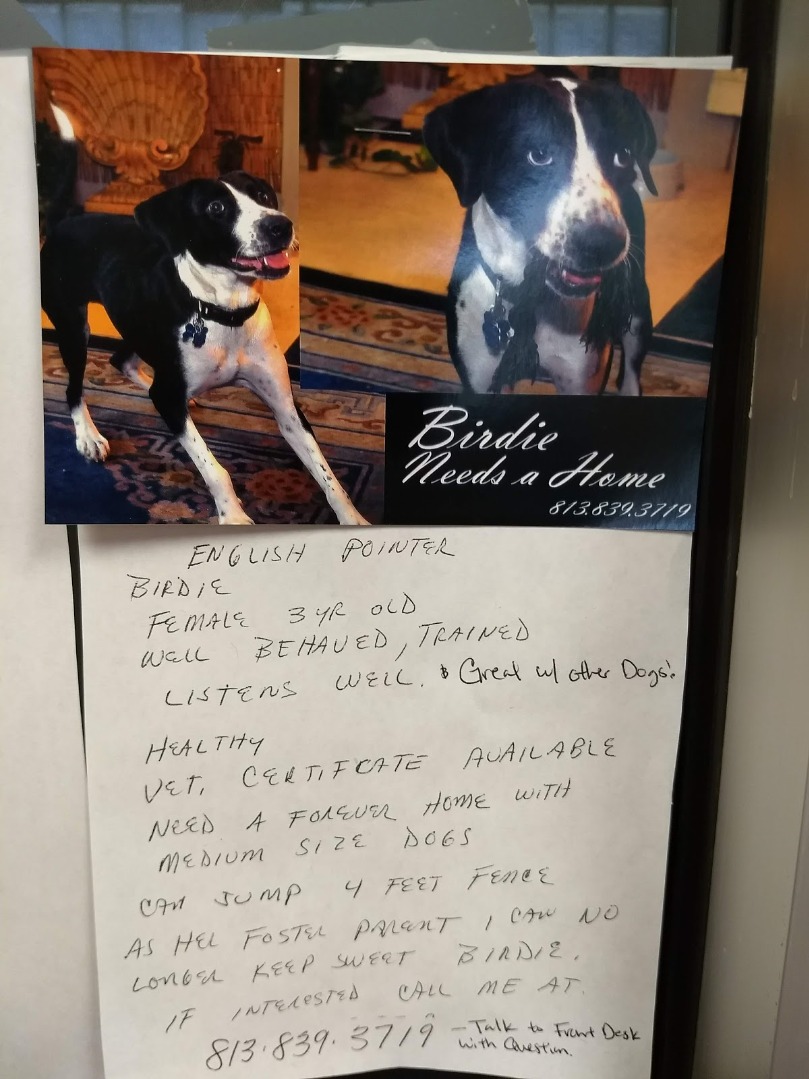 Birdie
Needs a Home
813.839.3719
ENGLISH POINTER
BIRDIE
FEMALE 3 YR OLD
WELL BEHAVED, TRAINED
LISTENS WELL. & Great w/ other Dogs!
HEALTHY
VET. CERTIFICATE AVAILABLE
NEED A FOREVER HOME WITH
MEDIUM SIZE DOGS
CAN JUMP 4 FEET FENCE
AS HER FOSTER PARENT I CAN NO
LONGER KEEP SWEET BIRDIE.
IF INTERESTED CALL ME AT.
813.839.3719 - Talk to Front Desk
with Question.